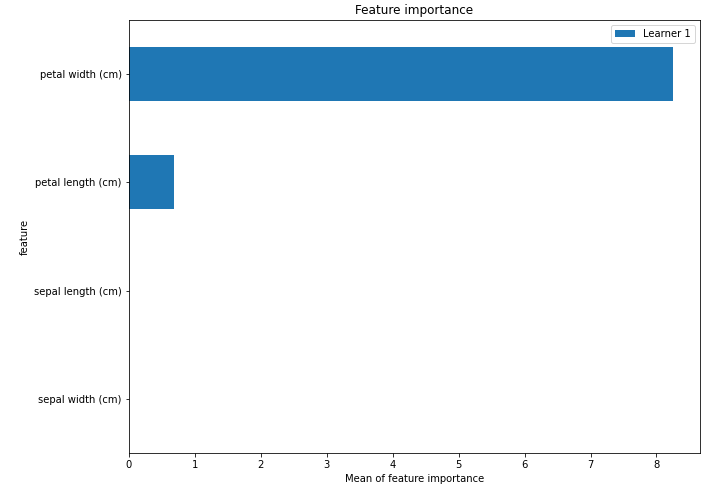 Feature importance
Learner 1
petal width (cm)
petal length (cm)
feature
sepal length (cm)
sepal width (cm)
0 1 2 3 4 5 6 7 8
Mean of feature importance